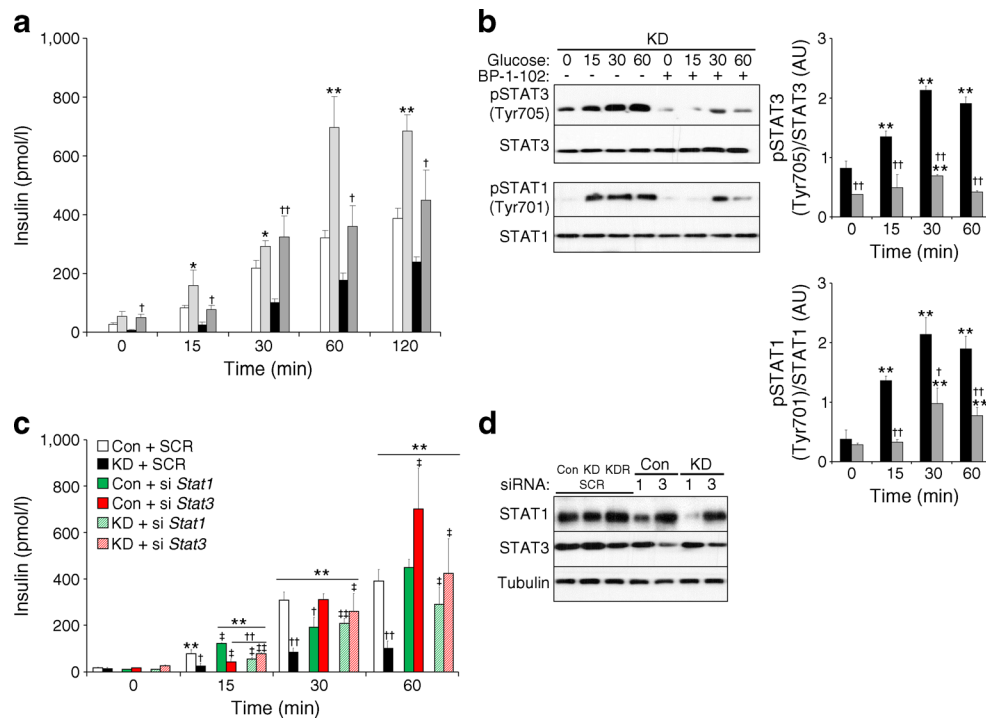 a
1,000
800
600
400
200
0
Insulin (pmol/l)
* ** **
† * †† † †
0 15 30 60 120
Time (min)
b
KD
Glucose: 0 15 30 60 0 15 30 60
BP-1-102: - - - - + + + +
pSTAT3
(Tyr705)
STAT3
pSTAT1
(Tyr701)
STAT1
pSTAT3
(Tyr705)/STAT3 (AU)
3
2
1
0
** ** **
†† †† †† ** ††
0 15 30 60
Time (min)
pSTAT1
(Tyr701)/STAT1 (AU)
3
2
1
0
** ** **
†† † ** †† **
0 15 30 60
Time (min)
c
1,000
800
600
400
200
0
Insulin (pmol/l)
Con + SCR
KD + SCR
Con + si Stat1
Con + si Stat3
KD + si Stat1
KD + si Stat3
** † ** ‡ ‡ †† ‡ ‡‡
** †† † ‡‡ ‡
** †† ‡ ‡ ‡
0 15 30 60
Time (min)
d
Con KD KDR Con KD
SCR
siRNA: 1 3 1 3
STAT1
STAT3
Tubulin